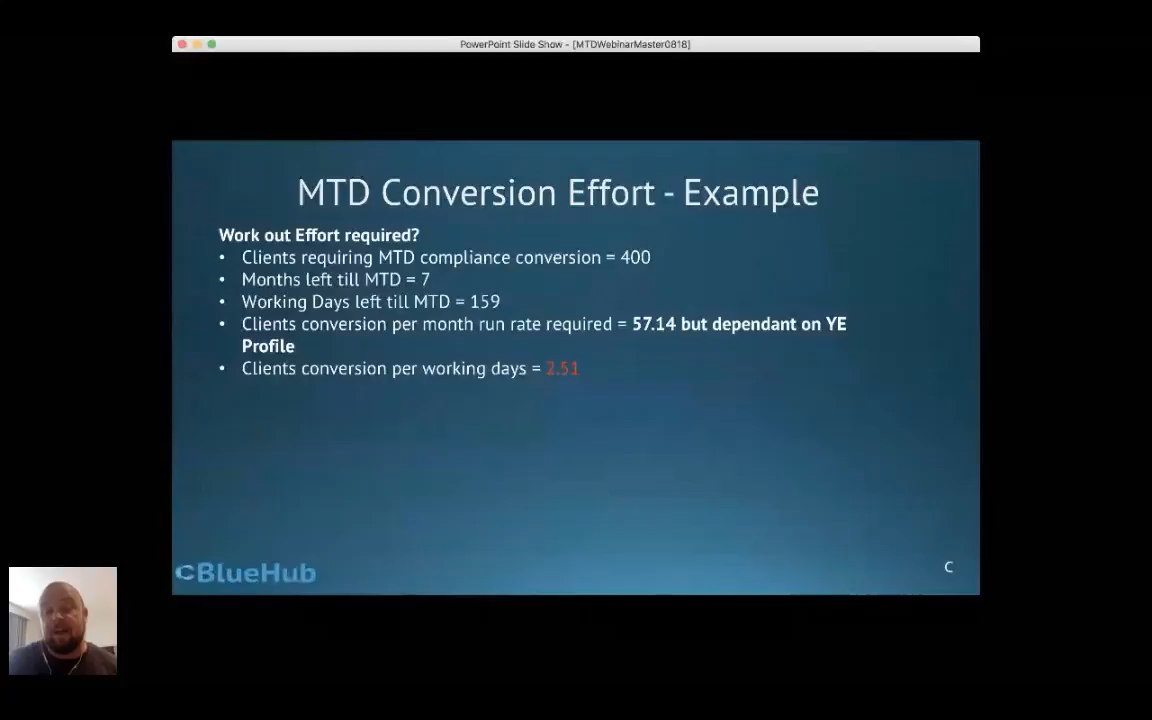 PowerPoint Slide Show - [MTDWebinarMaster0818]
MTD Conversion Effort - Example
Work out Effort required?
• Clients requiring MTD compliance conversion = 400
• Months left till MTD = 7
• Working Days left till MTD = 159
• Clients conversion per month run rate required = 57.14 but dependant on YE
Profile
• Clients conversion per working days = 2.51
BlueHub
C